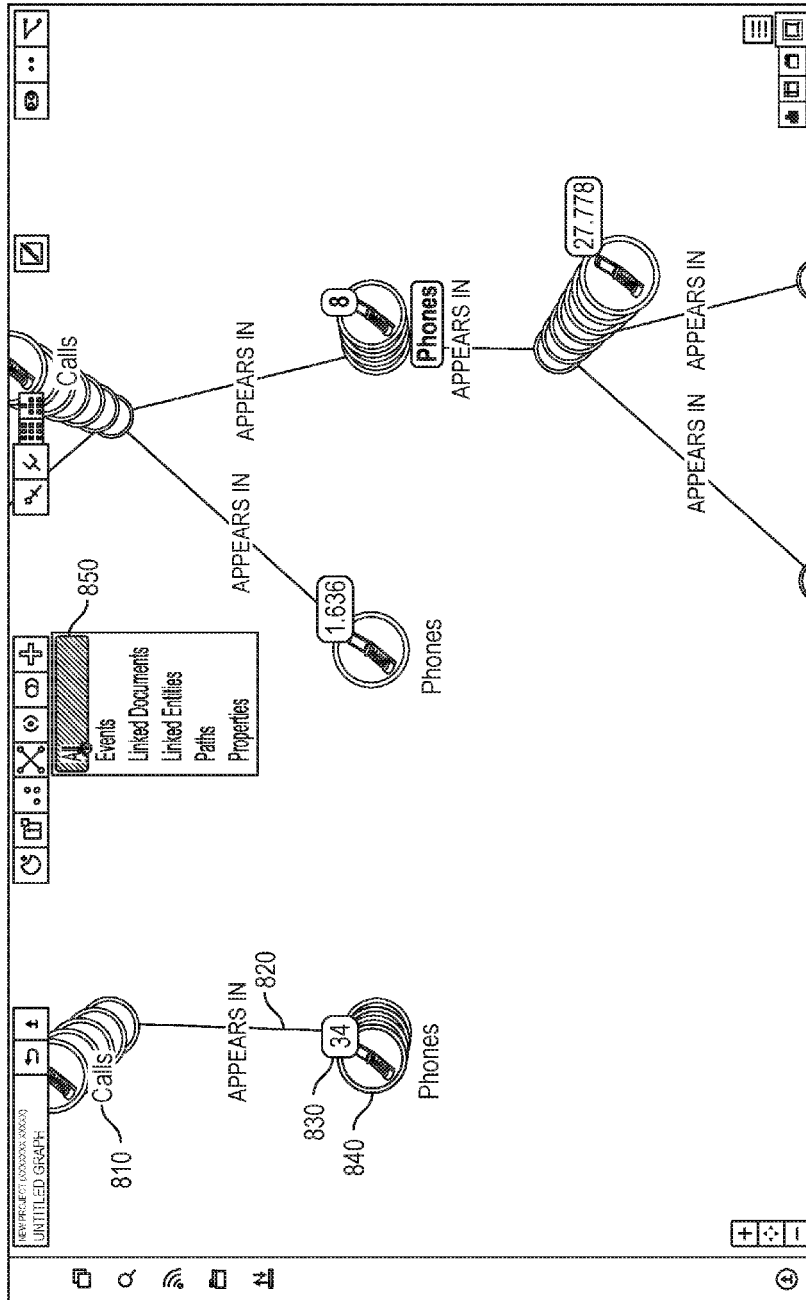 UNTITLED GRAPH
850
All
Events
Linked Documents
Linked Entities
Paths
Properties
Calls
810
Calls
APPEARS IN
820
APPEARS IN
APPEARS IN
830
34
840
Phones
1.636
Phones
8
Phones
APPEARS IN
27.778
APPEARS IN
APPEARS IN